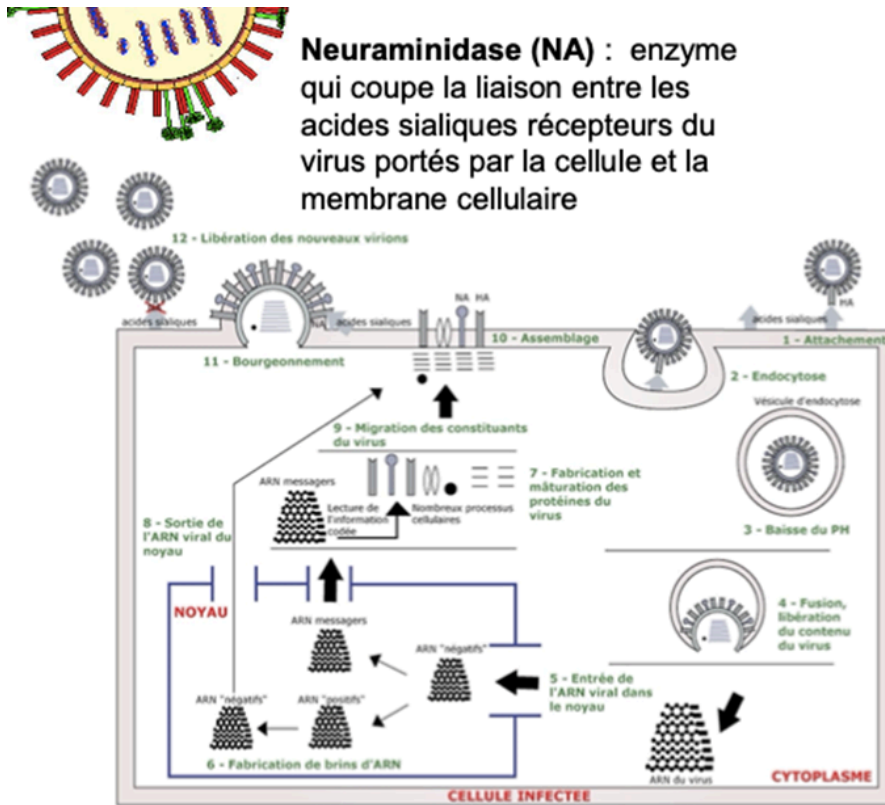 Neuraminidase (NA) : enzyme
qui coupe la liaison entre les
acides sialiques récepteurs du
virus portés par la cellule et la
membrane cellulaire
12 - Libération des nouveaux virions
acides sialiques
NA
acides sialiques
NA HA
HA
acides sialiques
10 - Assemblage
1 - Attachement
11 - Bourgeonnement
2 - Endocytose
Vésicule d'endocytose
9 - Migration des constituants
du virus
3 - Baisse du PH
ARN messagers
Lecture de
l'information
codée
Nombreux processus
cellulaires
7 - Fabrication et
mâturation des
protéines du
virus
8 - Sortie de
l'ARN viral du
noyau
4 - Fusion,
libération
du contenu
du virus
NOYAU
ARN messagers
ARN "négatifs"
5 - Entrée de
l'ARN viral dans
le noyau
ARN "négatifs"
ARN "positifs"
6 - Fabrication de brins d'ARN
ARN du virus
CYTOPLASME
CELLULE INFECTEE